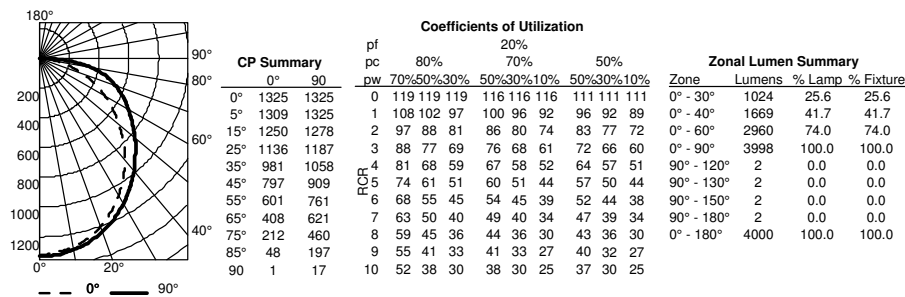 180°
90°
80°
60°
40°
20°
0°
200
400
600
800
1000
1200
0° 90°
CP Summary
0° 90
0° 1325 1325
5° 1309 1325
15° 1250 1278
25° 1136 1187
35° 981 1058
45° 797 909
55° 601 761
65° 408 621
75° 212 460
85° 48 197
90 1 17
Coefficients of Utilization
pf 20%
pc 80% 70% 50%
pw 70%50%30% 50%30%10% 50%30%10%
RCR
0 119 119 119 116 116 116 111 111 111
1 108 102 97 100 96 92 96 92 89
2 97 88 81 86 80 74 83 77 72
3 88 77 69 76 68 61 72 66 60
4 81 68 59 67 58 52 64 57 51
5 74 61 51 60 51 44 57 50 44
6 68 55 45 54 45 39 52 44 38
7 63 50 40 49 40 34 47 39 34
8 59 45 36 44 36 30 43 36 30
9 55 41 33 41 33 27 40 32 27
10 52 38 30 38 30 25 37 30 25
Zonal Lumen Summary
Zone Lumens % Lamp % Fixture
0° - 30° 1024 25.6 25.6
0° - 40° 1669 41.7 41.7
0° - 60° 2960 74.0 74.0
0° - 90° 3998 100.0 100.0
90° - 120° 2 0.0 0.0
90° - 130° 2 0.0 0.0
90° - 150° 2 0.0 0.0
90° - 180° 2 0.0 0.0
0° - 180° 4000 100.0 100.0